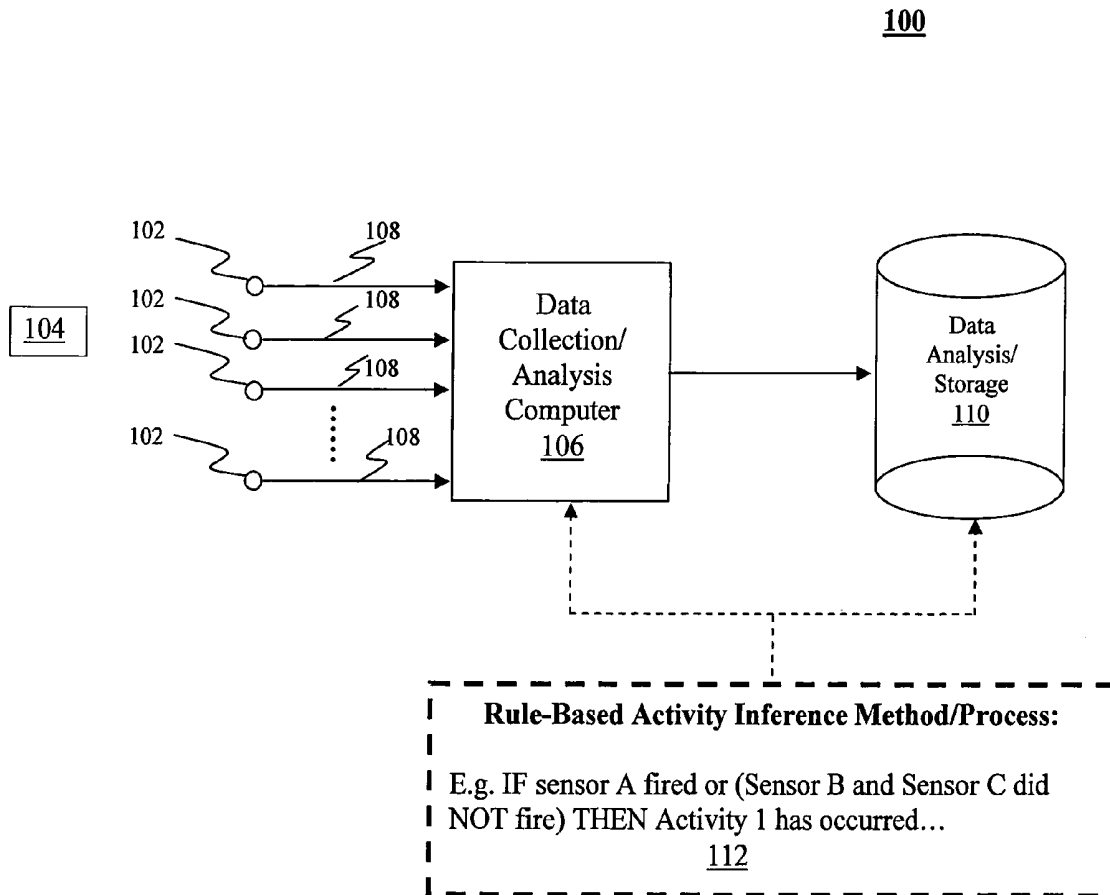 100
102
108
102
108
104
102
108
102
108
Data
Collection/
Analysis
Computer
106
Data
Analysis/
Storage
110
Rule-Based Activity Inference Method/Process:
E.g. IF sensor A fired or (Sensor B and Sensor C did
NOT fire) THEN Activity 1 has occurred…
112